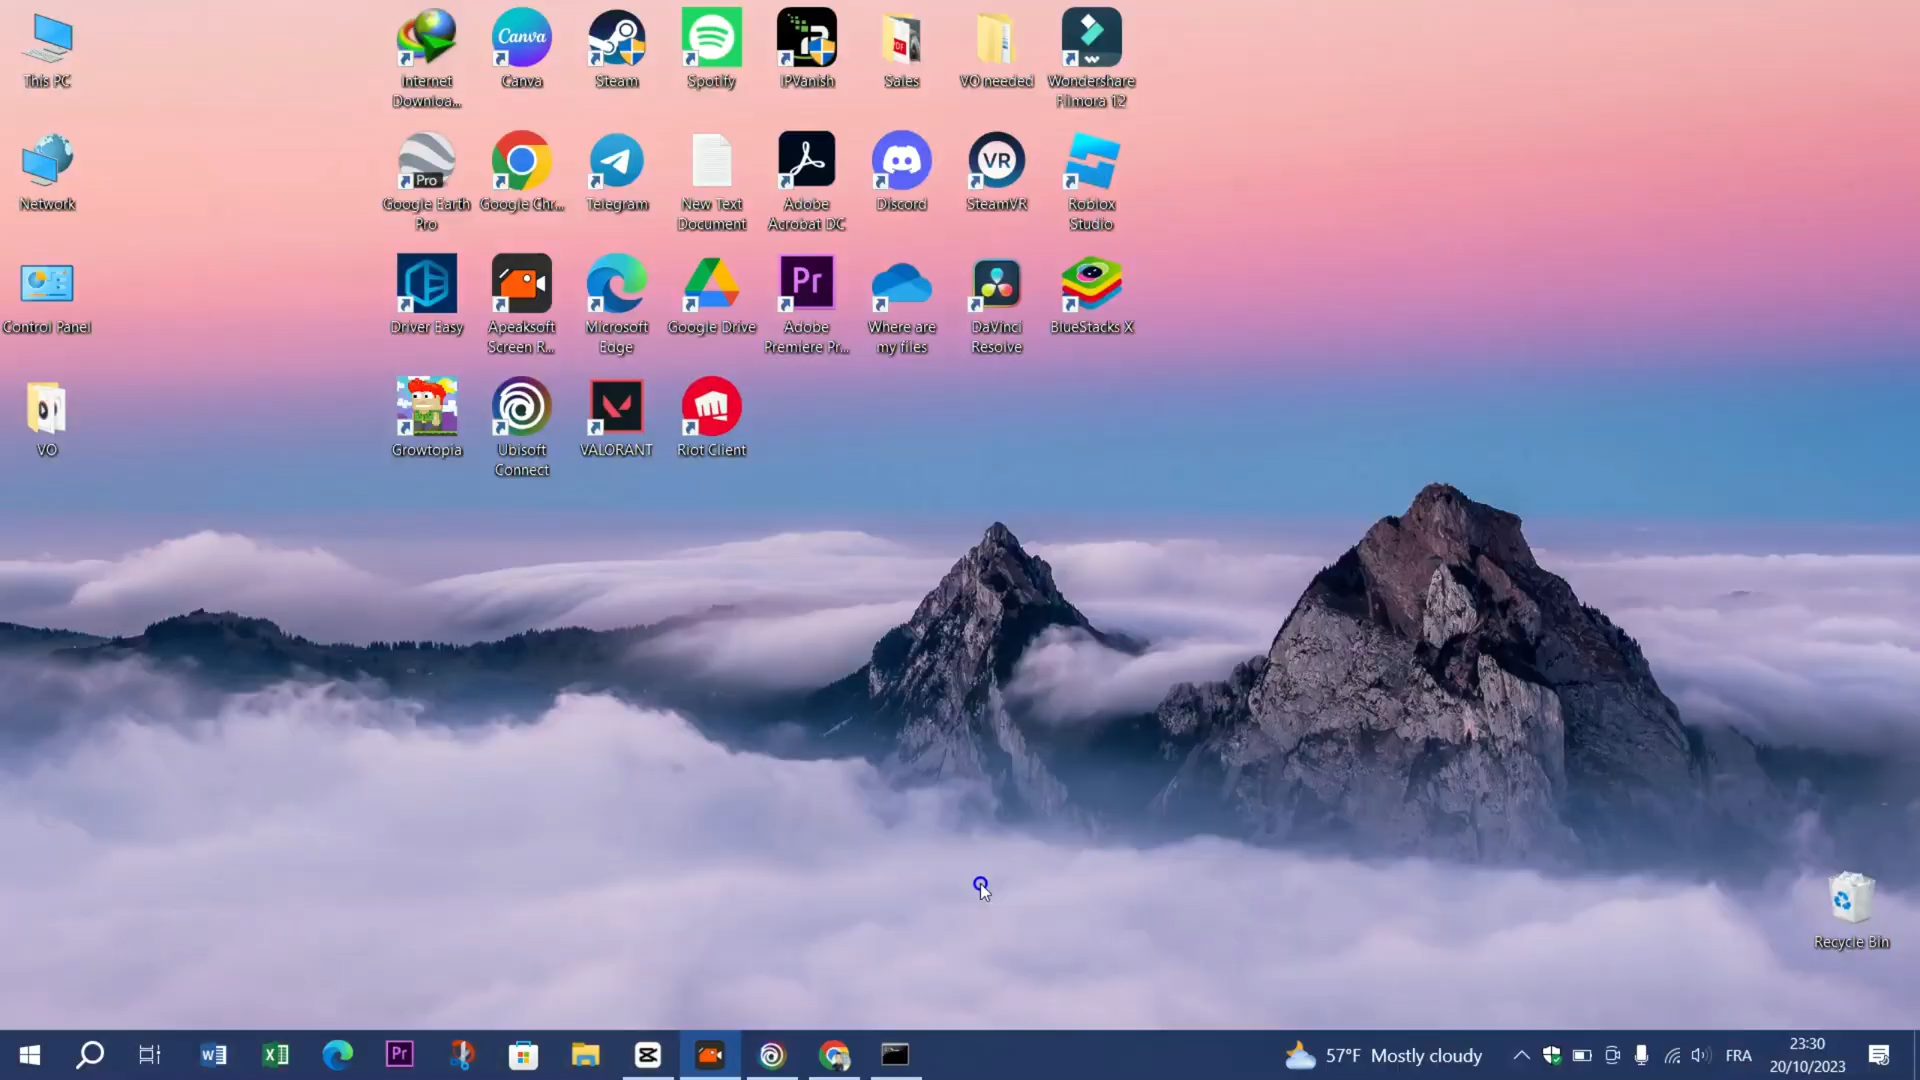 This PC
Internet
Downloa...
Canva
Canva
Steam
Spotify
IPVanish
PDF
Sales
VO needed
Wondershare
Filmora 12
Network
Pro
Google Earth
Pro
Google Chr...
Telegram
New Text
Document
Adobe
Acrobat DC
Discord
VR
SteamVR
Roblox
Studio
Control Panel
Driver Easy
Apeaksoft
Screen R...
Microsoft
Edge
Google Drive
Pr
Adobe
Premiere Pr...
Where are
my files
DaVinci
Resolve
BlueStacks X
VO
Growtopia
Ubisoft
Connect
VALORANT
Riot Client
Recycle Bin
Pr
57°F Mostly cloudy
FRA
23:30
20/10/2023